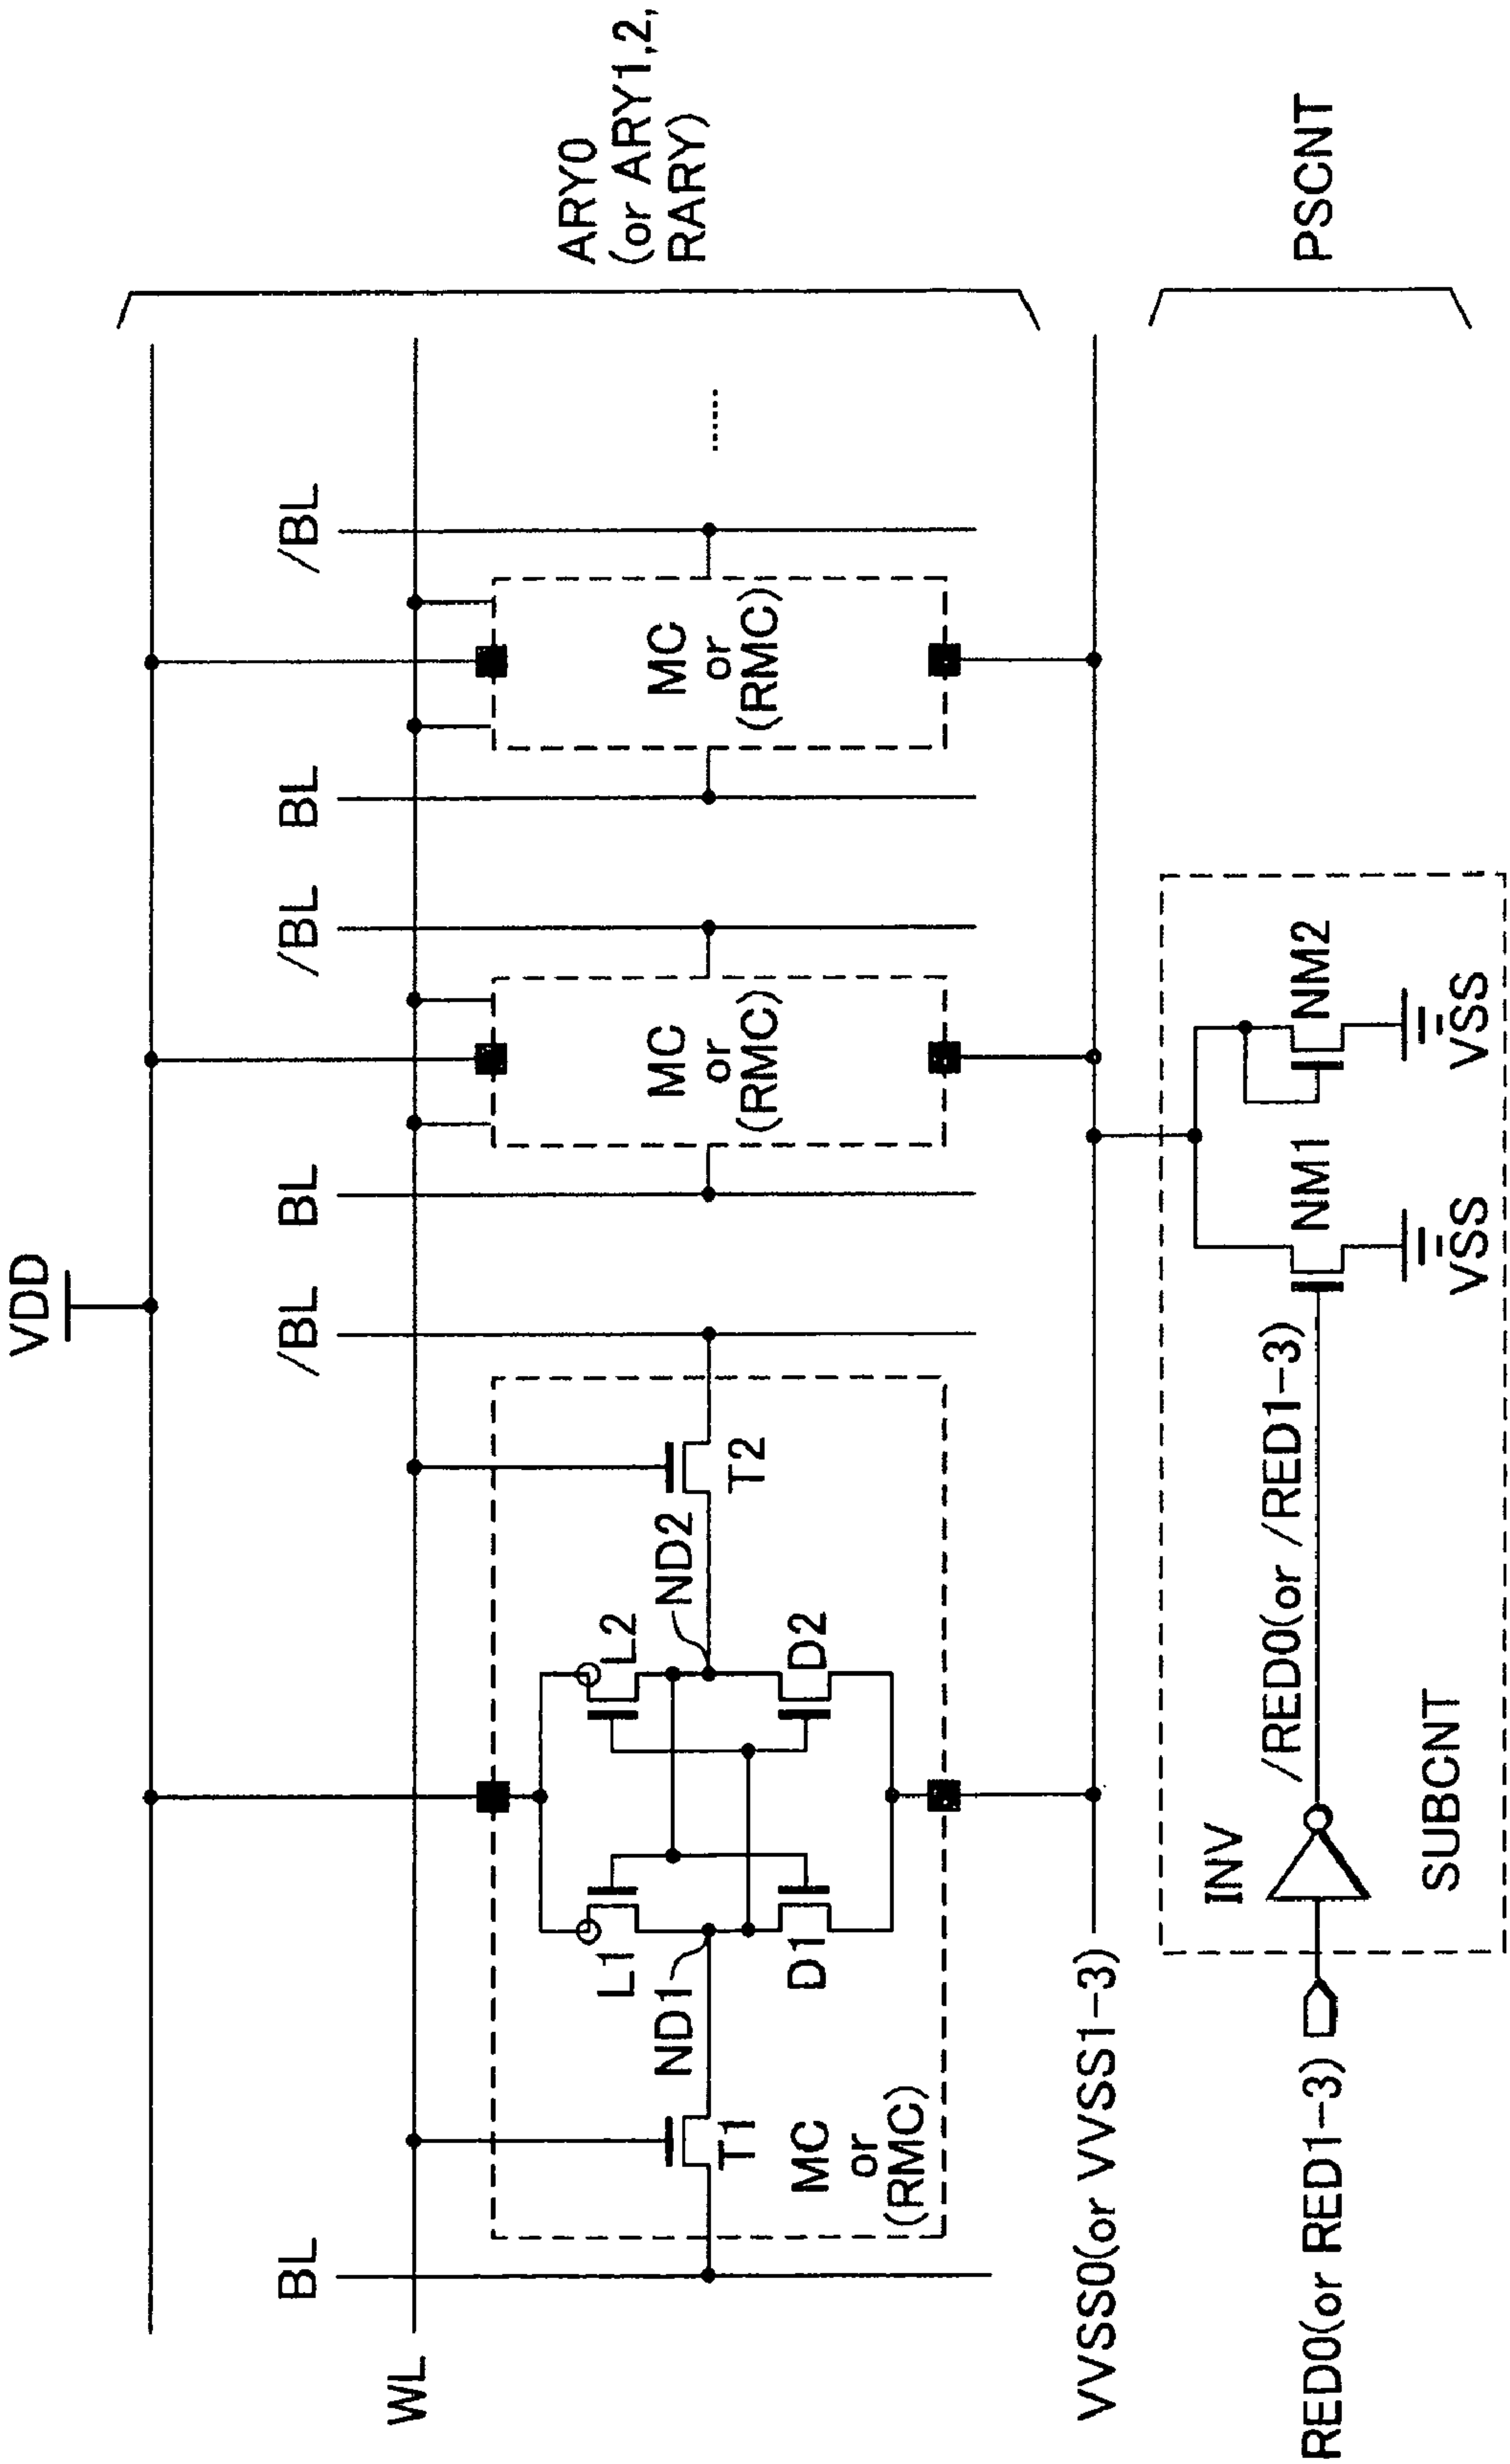 VDD
BL
/BL
BL
/BL
BL
/BL
WL
ARY0
(or ARY1,2,
RARY)
L1
L2
ND1
ND2
T1
T2
D1
D2
MC
or
(RMC)
MC
or
(RMC)
MC
or
(RMC)
......
VVSS0(or VVSS1-3)
PSCNT
RED0(or RED1-3)
INV
/RED0(or /RED1-3)
NM1
NM2
VSS
VSS
SUBCNT